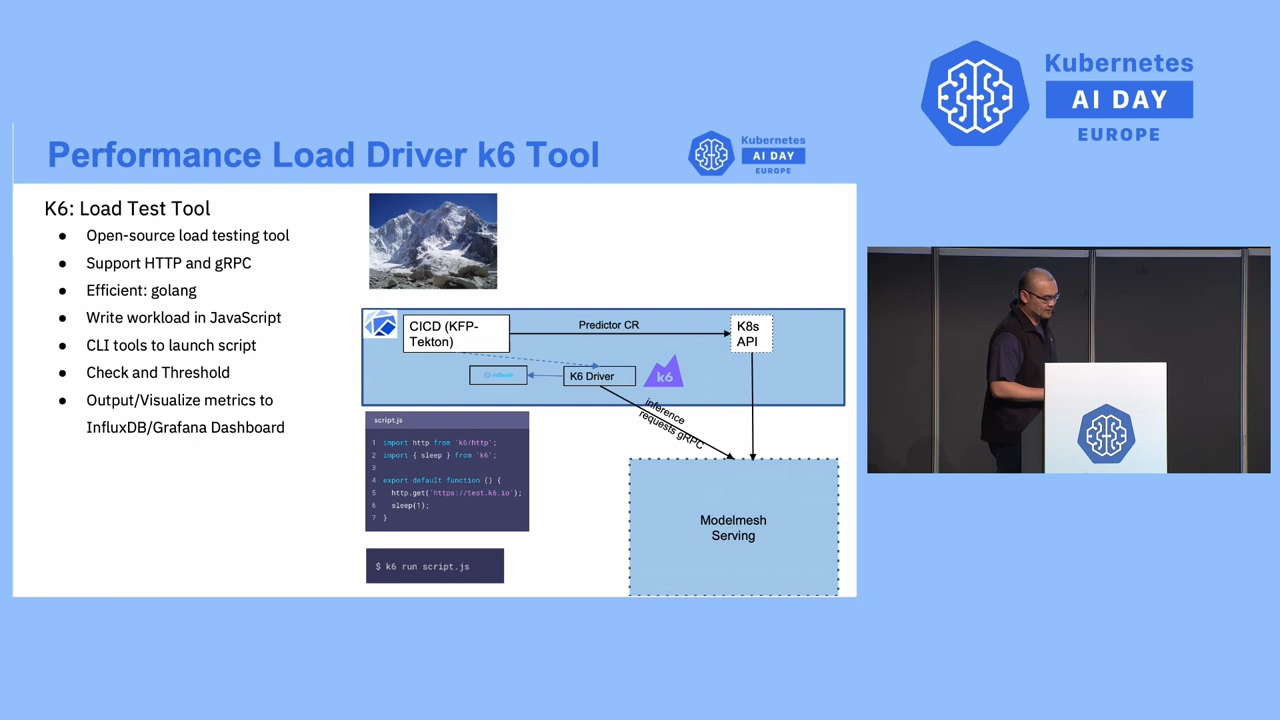 Kubernetes
AI DAY
EUROPE
Performance Load Driver k6 Tool
Kubernetes
AI DAY
EUROPE
K6: Load Test Tool
● Open-source load testing tool
● Support HTTP and gRPC
● Efficient: golang
● Write workload in JavaScript
● CLI tools to launch script
● Check and Threshold
● Output/Visualize metrics to
InfluxDB/Grafana Dashboard
CICD (KFP-
Tekton)
Predictor CR
K8s
API
K6 Driver
k6
inference
requests gRPC
script.js
1 import http from 'k6/http';
2 import { sleep } from 'k6';
3
4 export default function () {
5 http.get('https://test.k6.io');
6 sleep(1);
7 }
$ k6 run script.js
Modelmesh
Serving